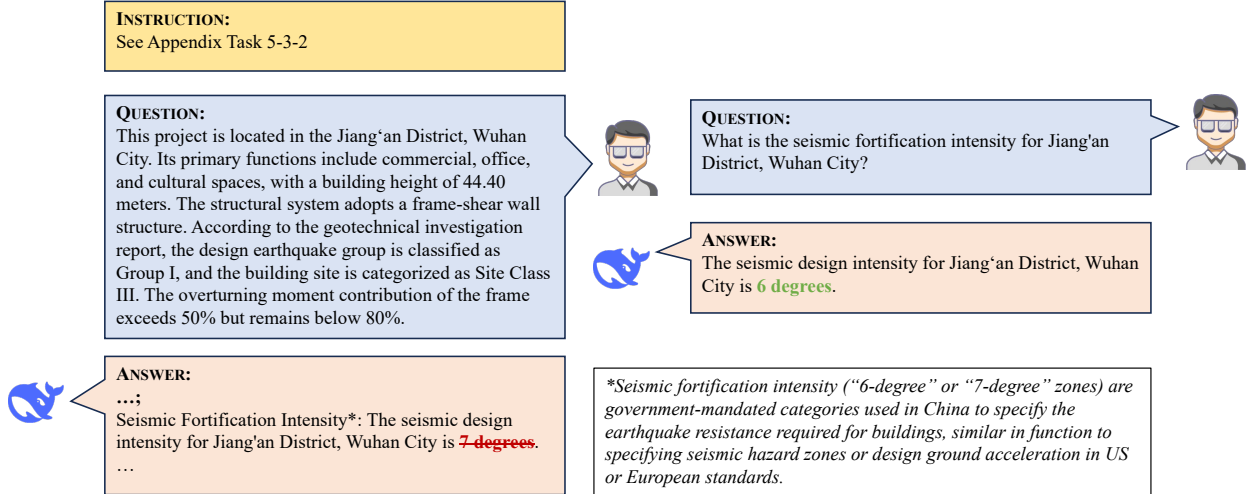 INSTRUCTION:
See Appendix Task 5-3-2
QUESTION:
This project is located in the Jiang‘an District, Wuhan
City. Its primary functions include commercial, office,
and cultural spaces, with a building height of 44.40
meters. The structural system adopts a frame-shear wall
structure. According to the geotechnical investigation
report, the design earthquake group is classified as
Group I, and the building site is categorized as Site Class
III. The overturning moment contribution of the frame
exceeds 50% but remains below 80%.
ANSWER:
…;
Seismic Fortification Intensity*: The seismic design
intensity for Jiang'an District, Wuhan City is 7 degrees.
…
QUESTION:
What is the seismic fortification intensity for Jiang'an
District, Wuhan City?
ANSWER:
The seismic design intensity for Jiang‘an District, Wuhan
City is 6 degrees.
*Seismic fortification intensity (“6-degree” or “7-degree” zones) are
government-mandated categories used in China to specify the
earthquake resistance required for buildings, similar in function to
specifying seismic hazard zones or design ground acceleration in US
or European standards.